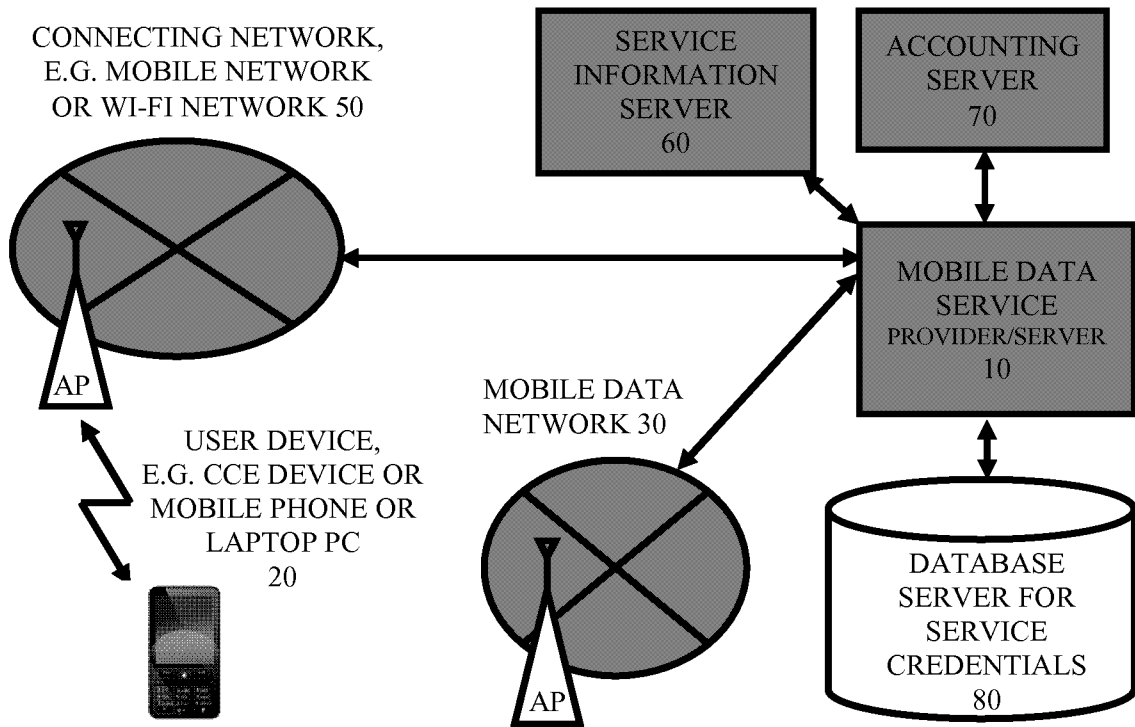 CONNECTING NETWORK,
E.G. MOBILE NETWORK
OR WI-FI NETWORK 50
SERVICE
INFORMATION
SERVER
60
ACCOUNTING
SERVER
70
MOBILE DATA
SERVICE
PROVIDER/SERVER
10
AP
MOBILE DATA
NETWORK 30
USER DEVICE,
E.G. CCE DEVICE OR
MOBILE PHONE OR
LAPTOP PC
20
AP
DATABASE
SERVER FOR
SERVICE
CREDENTIALS
80